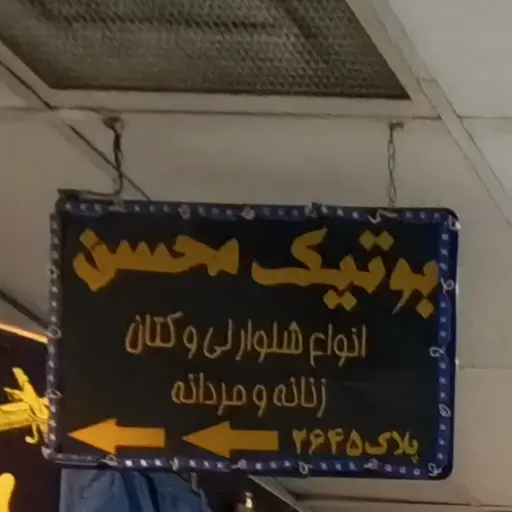 بوتیک محسن
انواع شلوار لی و کتان
زنانه و مردانه
پلاک ۲۶۴۵